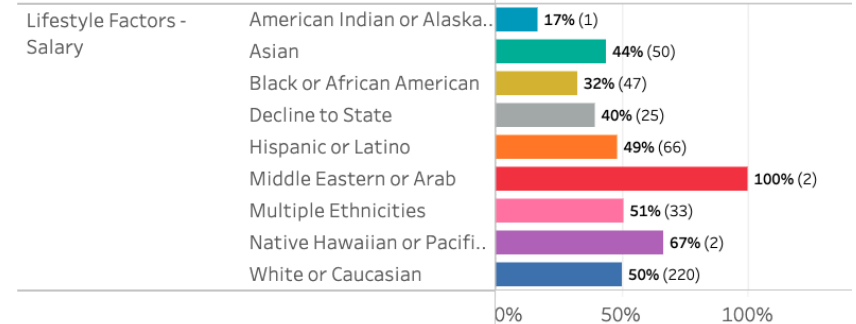 Lifestyle Factors -
Salary
American Indian or Alaska.. 17% (1)
Asian 44% (50)
Black or African American 32% (47)
Decline to State 40% (25)
Hispanic or Latino 49% (66)
Middle Eastern or Arab 100% (2)
Multiple Ethnicities 51% (33)
Native Hawaiian or Pacifi.. 67% (2)
White or Caucasian 50% (220)
0% 50% 100%